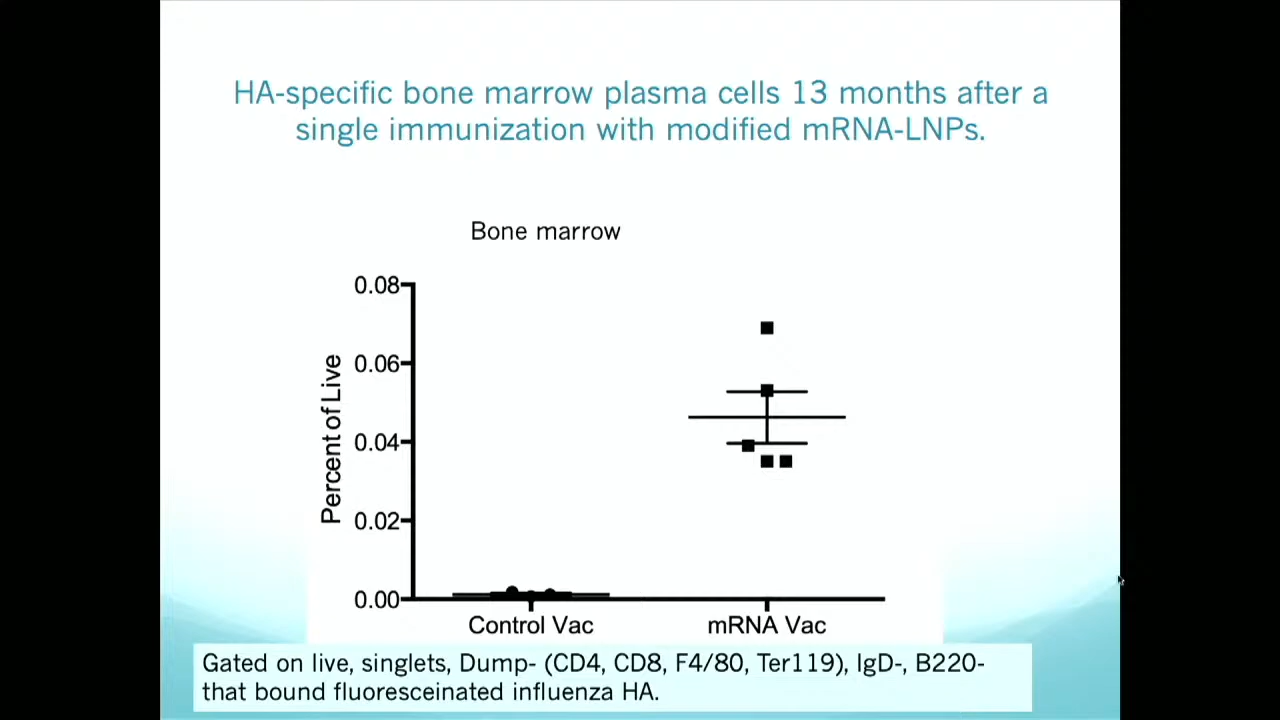 HA-specific bone marrow plasma cells 13 months after a
single immunization with modified mRNA-LNPs.
Bone marrow
Percent of Live
0.08
0.06
0.04
0.02
0.00
Control Vac
mRNA Vac
Gated on live, singlets, Dump- (CD4, CD8, F4/80, Ter119), IgD-, B220-
that bound fluoresceinated influenza HA.